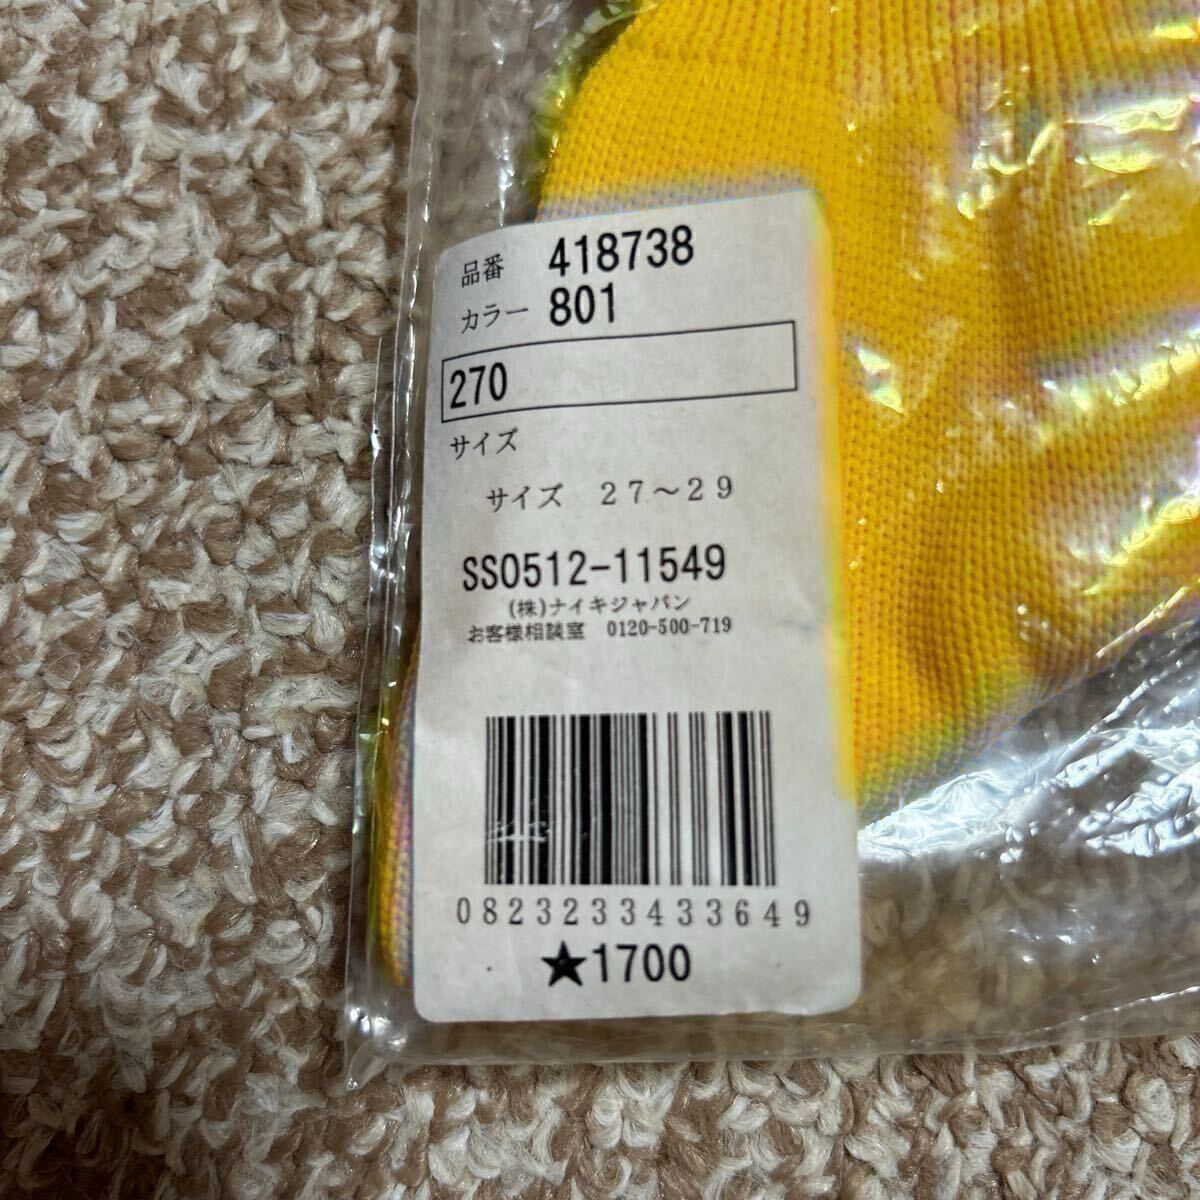 品番 418738
カラー 801
270
サイズ
サイズ 27～29
SS0512-11549
(株)ナイキジャパン
お客様相談室 0120-500-719
0823233433649
★1700